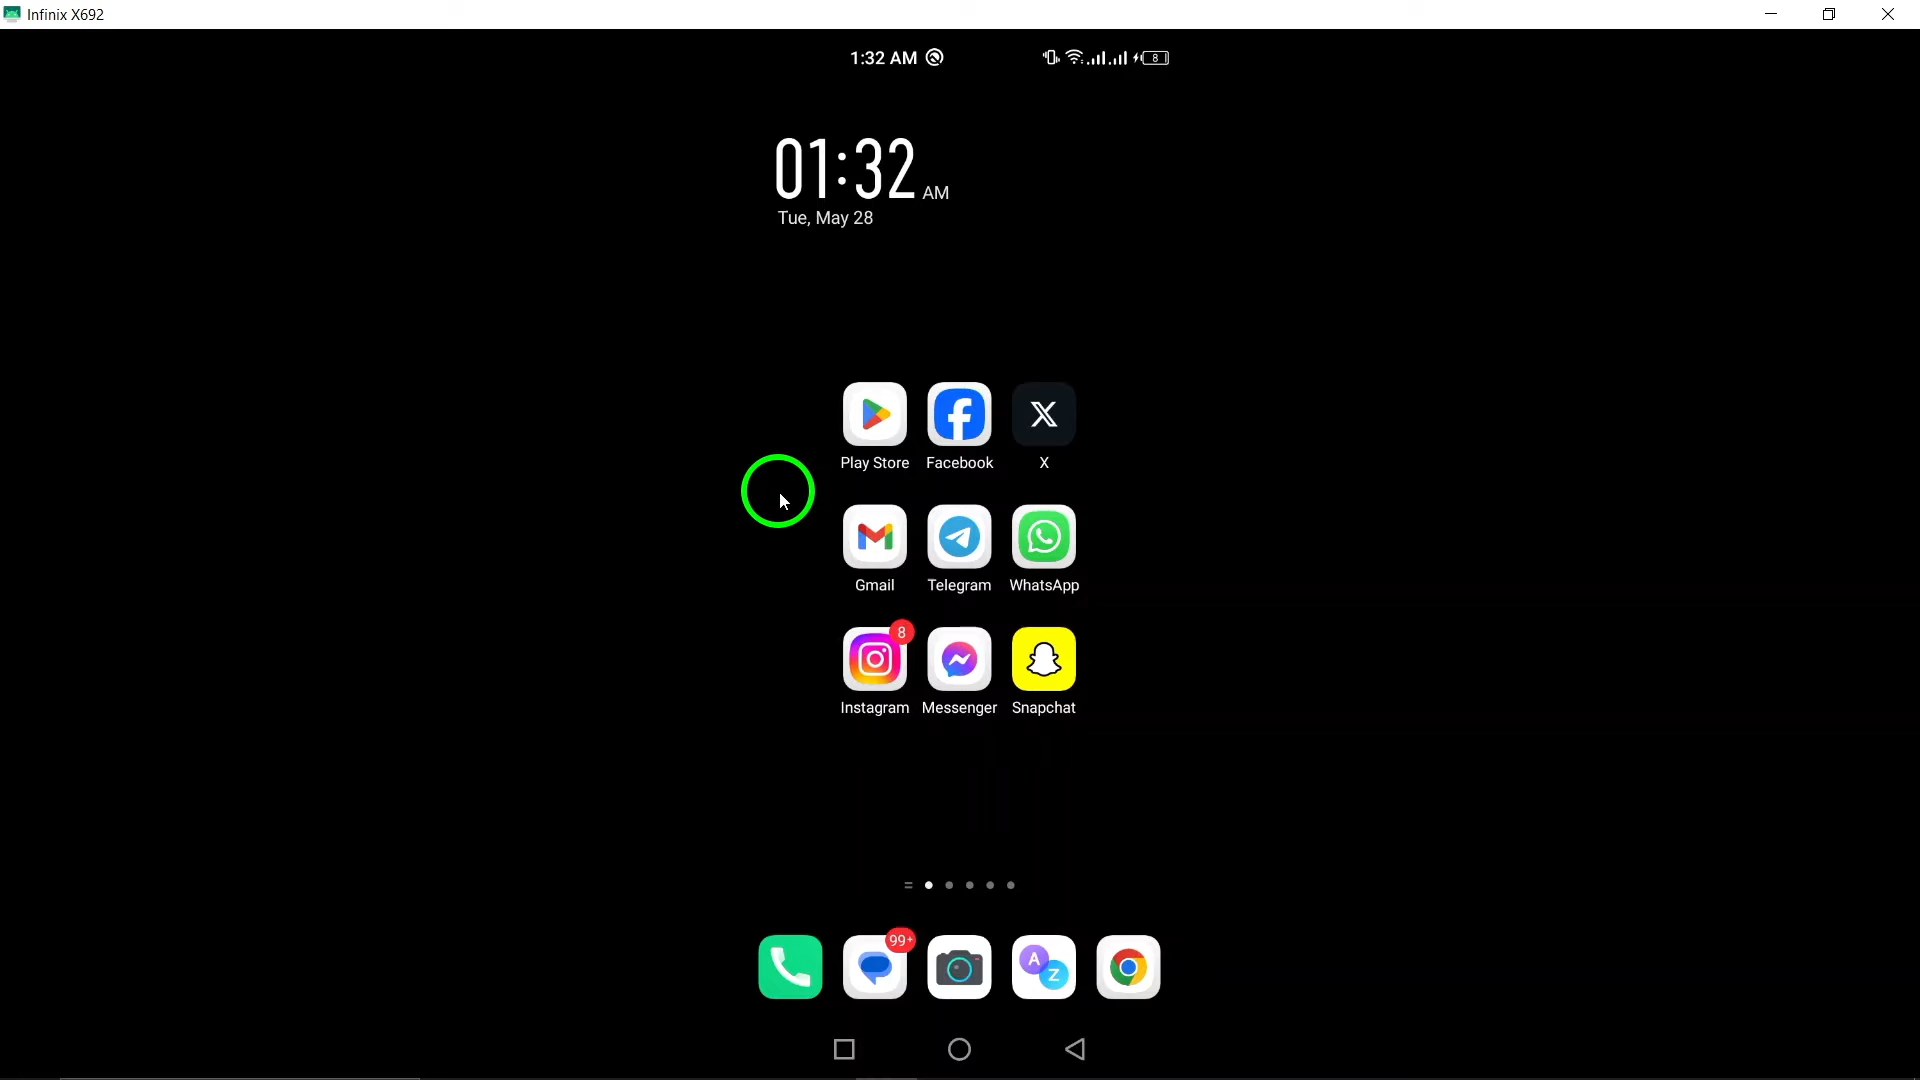 Infinix X692
1:32 AM
8
01:32 AM
Tue, May 28
Play Store Facebook X
Gmail Telegram WhatsApp
8
Instagram Messenger Snapchat
99+
A
Z